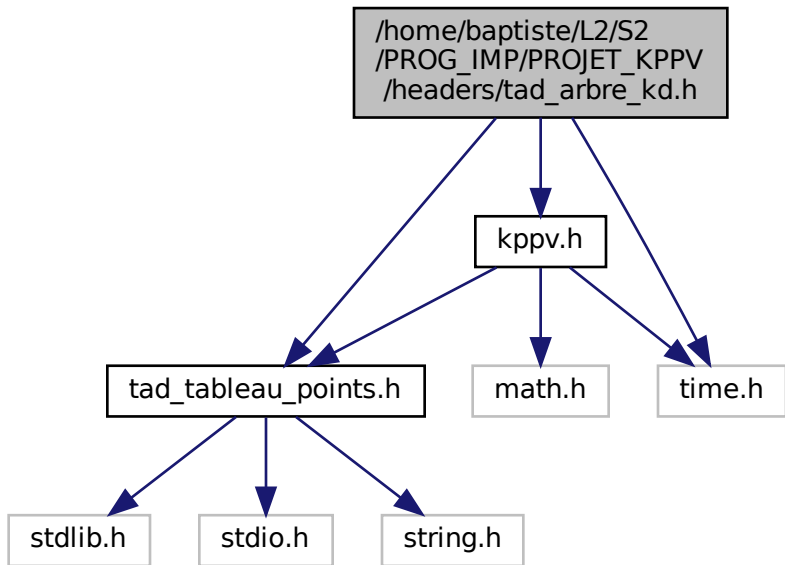 /home/baptiste/L2/S2
/PROG_IMP/PROJET_KPPV
/headers/tad_arbre_kd.h
kppv.h
tad_tableau_points.h
math.h
time.h
stdlib.h
stdio.h
string.h